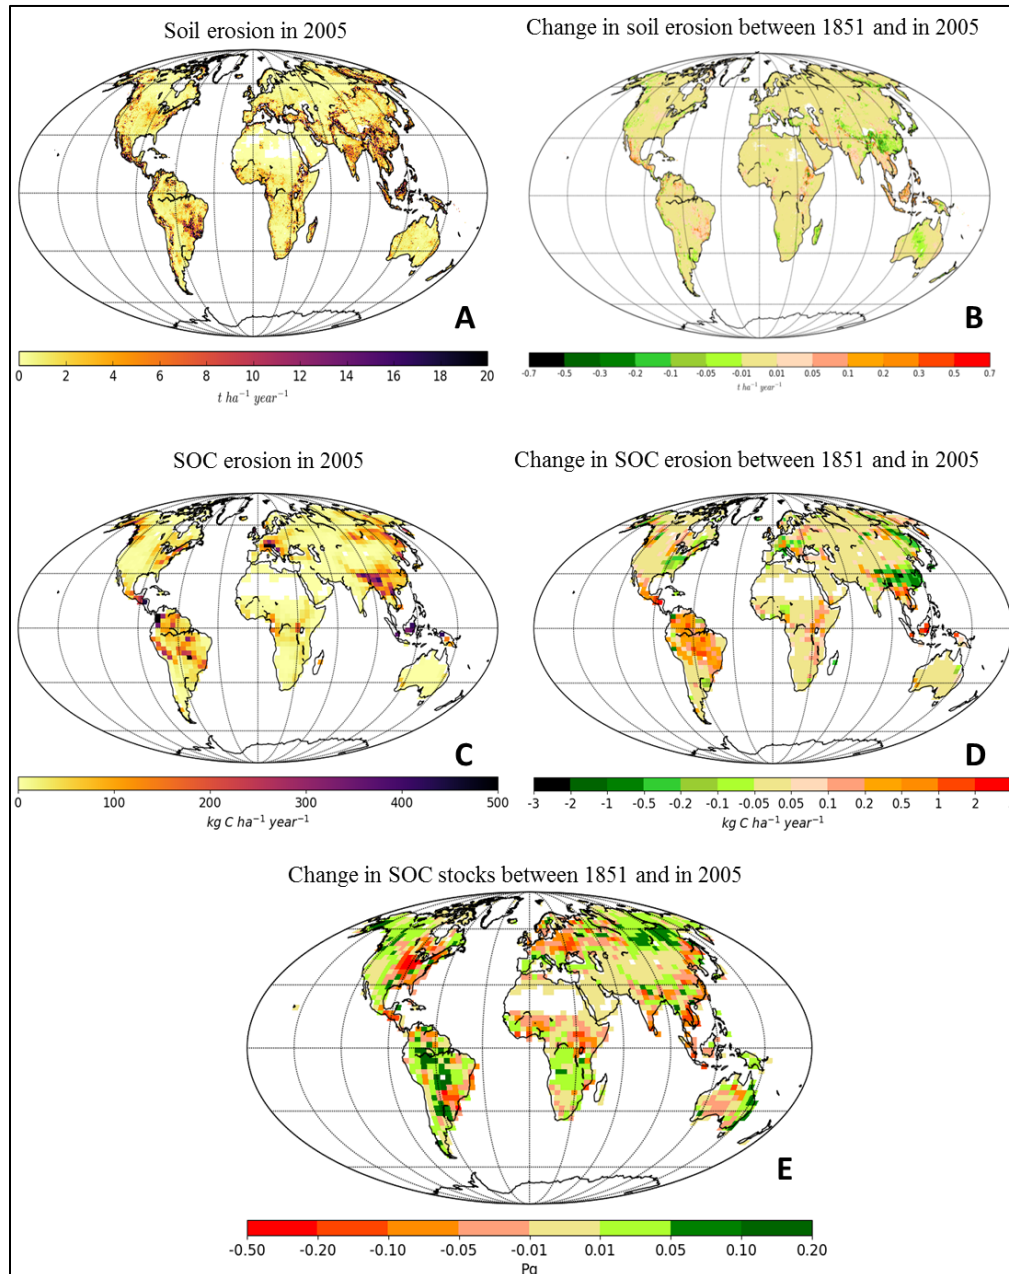 Soil erosion in 2005
Change in soil erosion between 1851 and in 2005
A
B
0 2 4 6 8 10 12 14 16 18 20
t ha⁻¹ year⁻¹
-0.7 -0.5 -0.3 -0.2 -0.1 -0.05 -0.01 0.01 0.05 0.1 0.2 0.3 0.5 0.7
t ha⁻¹ year⁻¹
SOC erosion in 2005
Change in SOC erosion between 1851 and in 2005
C
D
0 100 200 300 400 500
kg C ha⁻¹ year⁻¹
-3 -2 -1 -0.5 -0.2 -0.1 -0.05 0.05 0.1 0.2 0.5 1 2
kg C ha⁻¹ year⁻¹
Change in SOC stocks between 1851 and in 2005
E
-0.50 -0.20 -0.10 -0.05 -0.01 0.01 0.05 0.10 0.20
Pg